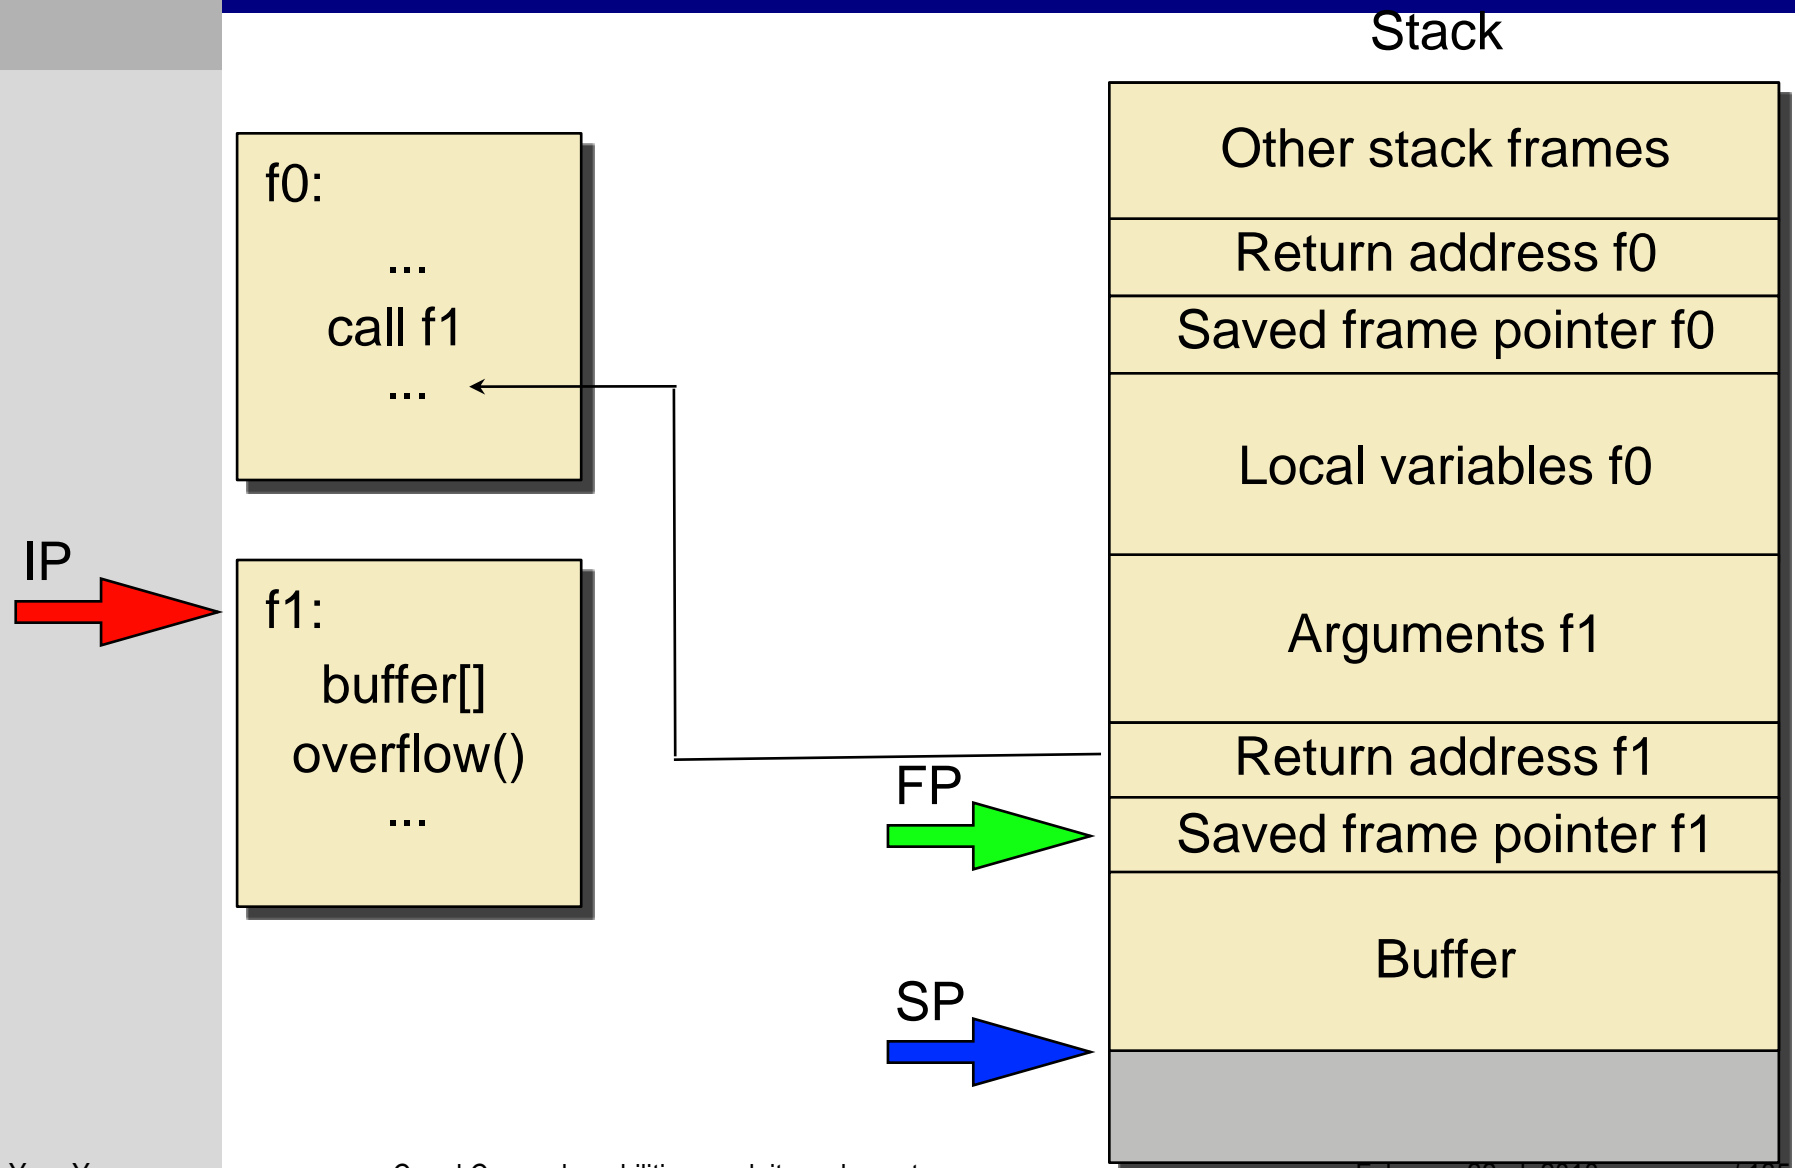 Stack
f0:
...
call f1
...
IP
f1:
buffer[]
overflow()
...
FP
SP
Other stack frames
Return address f0
Saved frame pointer f0
Local variables f0
Arguments f1
Return address f1
Saved frame pointer f1
Buffer